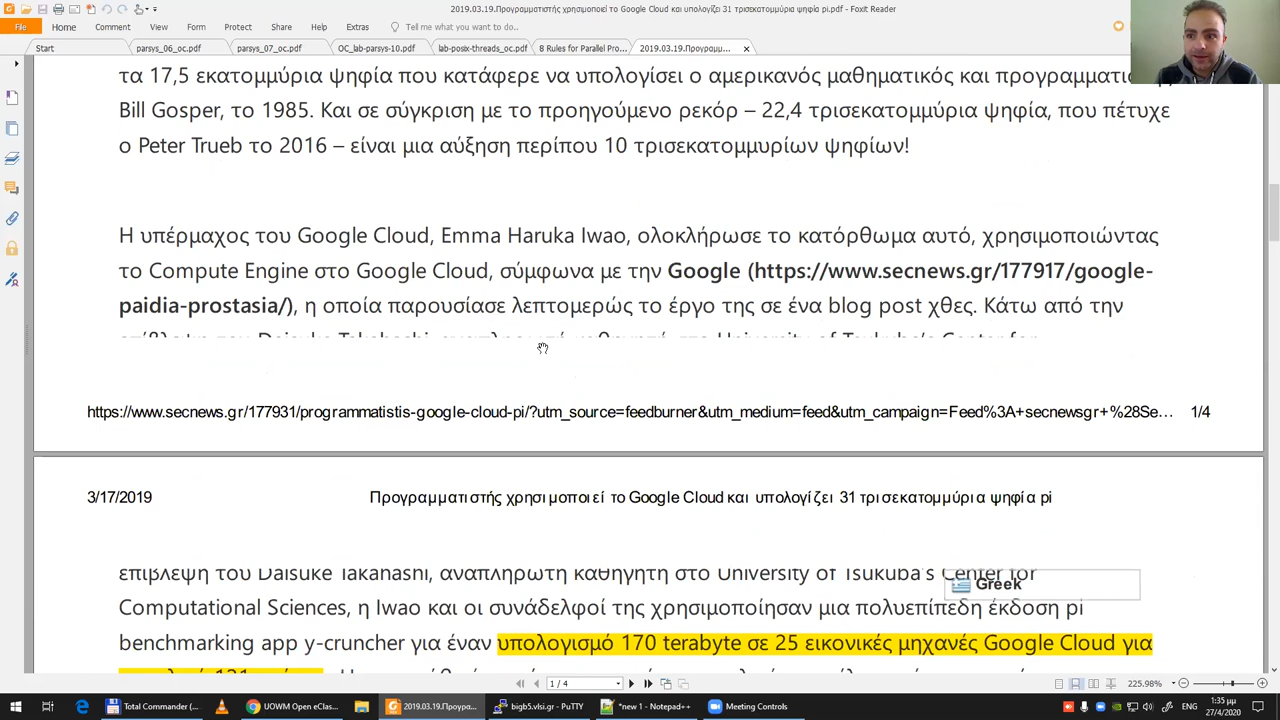 2019.03.19.Προγραμματιστής χρησιμοποιεί το Google Cloud και υπολογίζει 31 τρισεκατομμύρια ψηφία pi.pdf - Foxit Reader
File Home Comment View Form Protect Share Help Extras Tell me what you want to do...
Start parsys_06_oc.pdf parsys_07_oc.pdf OC_lab-parsys-10.pdf lab-posix-threads_oc.pdf 8 Rules for Parallel Pro... 2019.03.19.Προγραμμ...
τα 17,5 εκατομμύρια ψηφία που κατάφερε να υπολογίσει ο αμερικανός μαθηματικός και
Bill Gosper, το 1985. Και σε σύγκριση με το προηγούμενο ρεκόρ – 22,4 τρισεκατομμύρια ψηφία, που πέτυχε
ο Peter Trueb το 2016 – είναι μια αύξηση περίπου 10 τρισεκατομμυρίων ψηφίων!
Η υπέρμαχος του Google Cloud, Emma Haruka Iwao, ολοκλήρωσε το κατόρθωμα αυτό, χρησιμοποιώντας
το Compute Engine στο Google Cloud, σύμφωνα με την Google (https://www.secnews.gr/177917/google-
paidia-prostasia/), η οποία παρουσίασε λεπτομερώς το έργο της σε ένα blog post χθες. Κάτω από την
https://www.secnews.gr/177931/programmatistis-google-cloud-pi/?utm_source=feedburner&utm_medium=feed&utm_campaign=Feed%3A+secnewsgr+%28Se… 1/4
3/17/2019 Προγραμματιστής χρησιμοποιεί το Google Cloud και υπολογίζει 31 τρισεκατομμύρια ψηφία pi
επίβλεψη του Daisuke Takahashi, αναπληρωτή καθηγητή στο University of Tsukuba's Center for
Greek
Computational Sciences, η Iwao και οι συνάδελφοί της χρησιμοποίησαν μια πολυεπίπεδη έκδοση pi
benchmarking app y-cruncher για έναν υπολογισμό 170 terabyte σε 25 εικονικές μηχανές Google Cloud για
1 / 4 225.98%
Total Commander (... UOWM Open eClass... 2019.03.19.Προγρα... bigb5.vlsi.gr - PuTTY *new 1 - Notepad++ Meeting Controls 1:35 μμ
27/4/2020